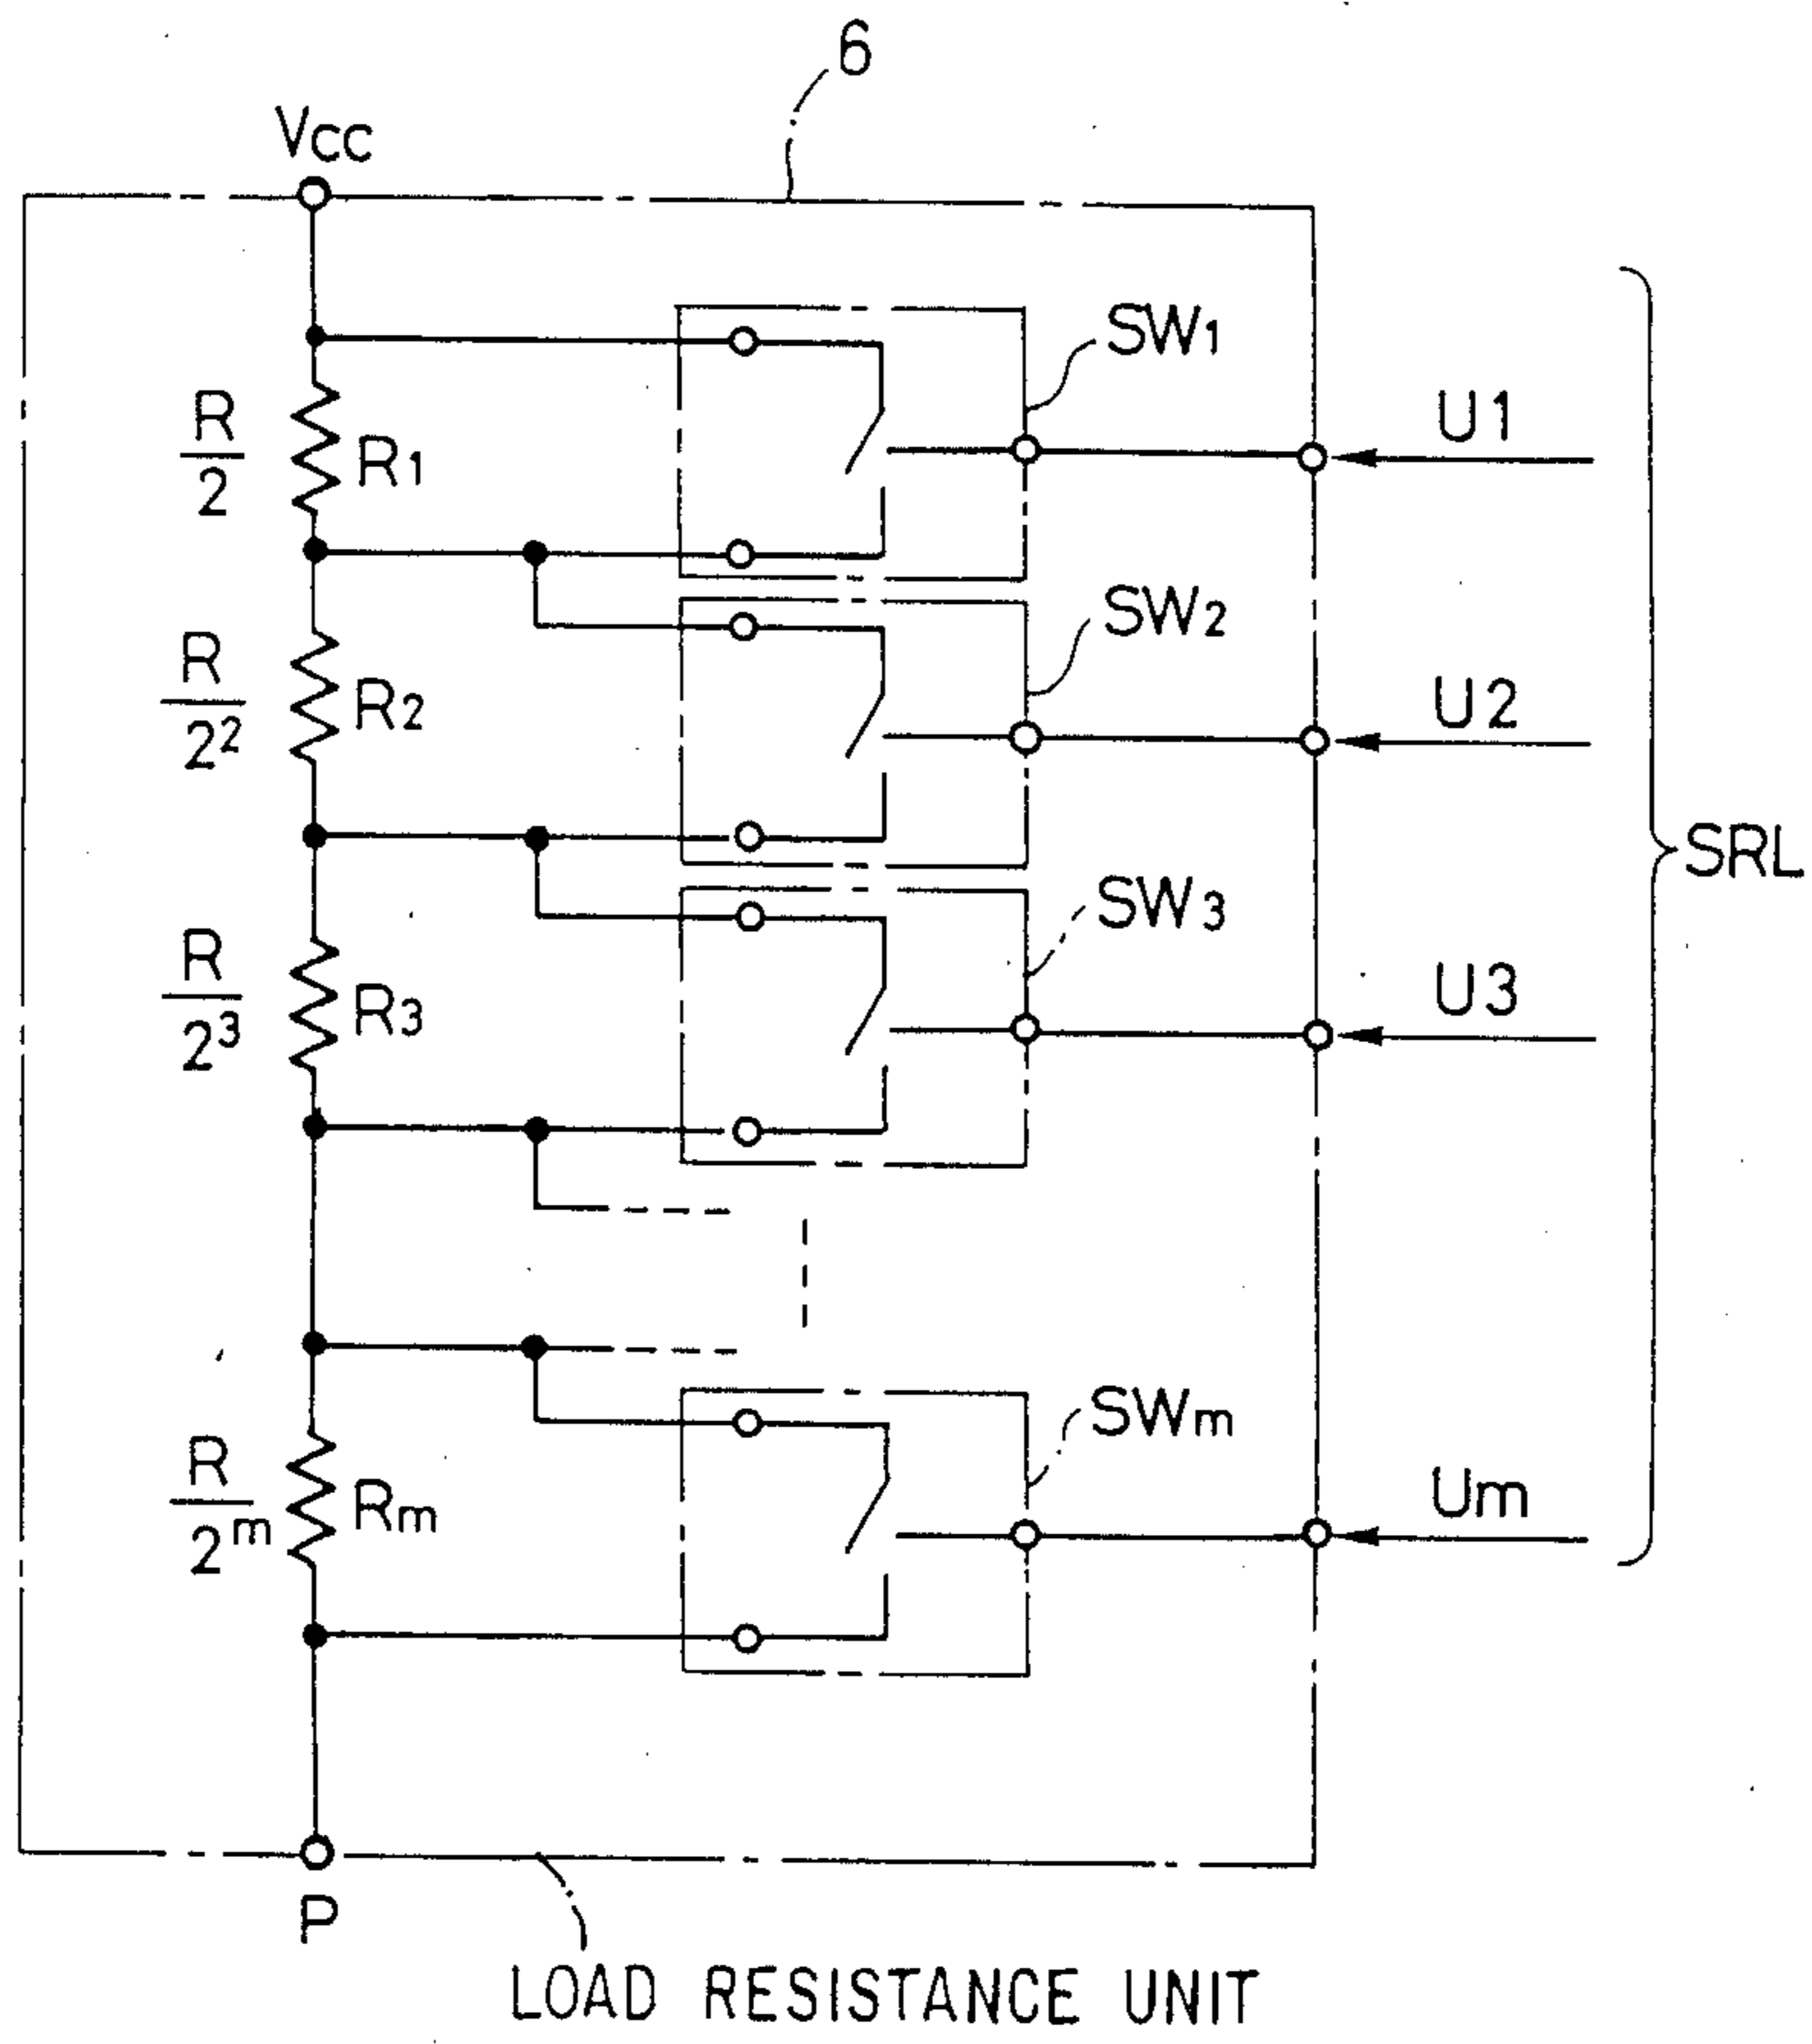 6
Vcc
SW1
U1
R/2
R1
SW2
U2
R/2²
R2
SRL
SW3
U3
R/2³
R3
SWm
Um
R/2ᵐ
Rm
P
LOAD RESISTANCE UNIT